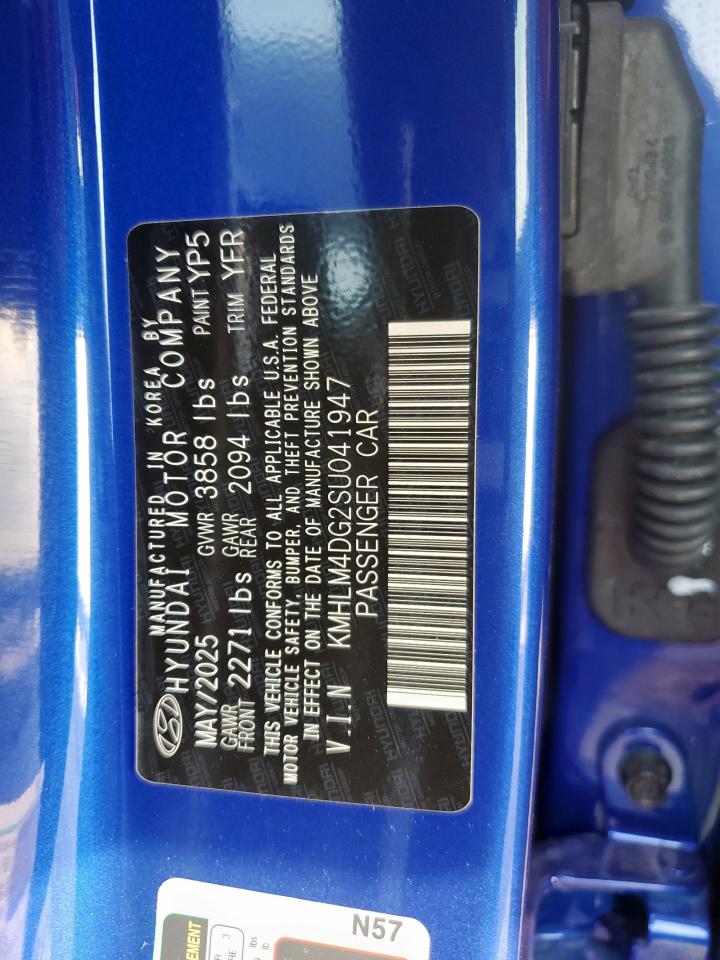 MANUFACTURED IN KOREA BY
HYUNDAI MOTOR COMPANY
MAY/2025 GVWR 3858 lbs PAINT YP5
GAWR FRONT 2271 lbs GAWR REAR 2094 lbs TRIM YFR
THIS VEHICLE CONFORMS TO ALL APPLICABLE U.S.A. FEDERAL
MOTOR VEHICLE SAFETY, BUMPER, AND THEFT PREVENTION STANDARDS
IN EFFECT ON THE DATE OF MANUFACTURE SHOWN ABOVE
V.I.N KMHLM4DG2SU041947
PASSENGER CAR
N57